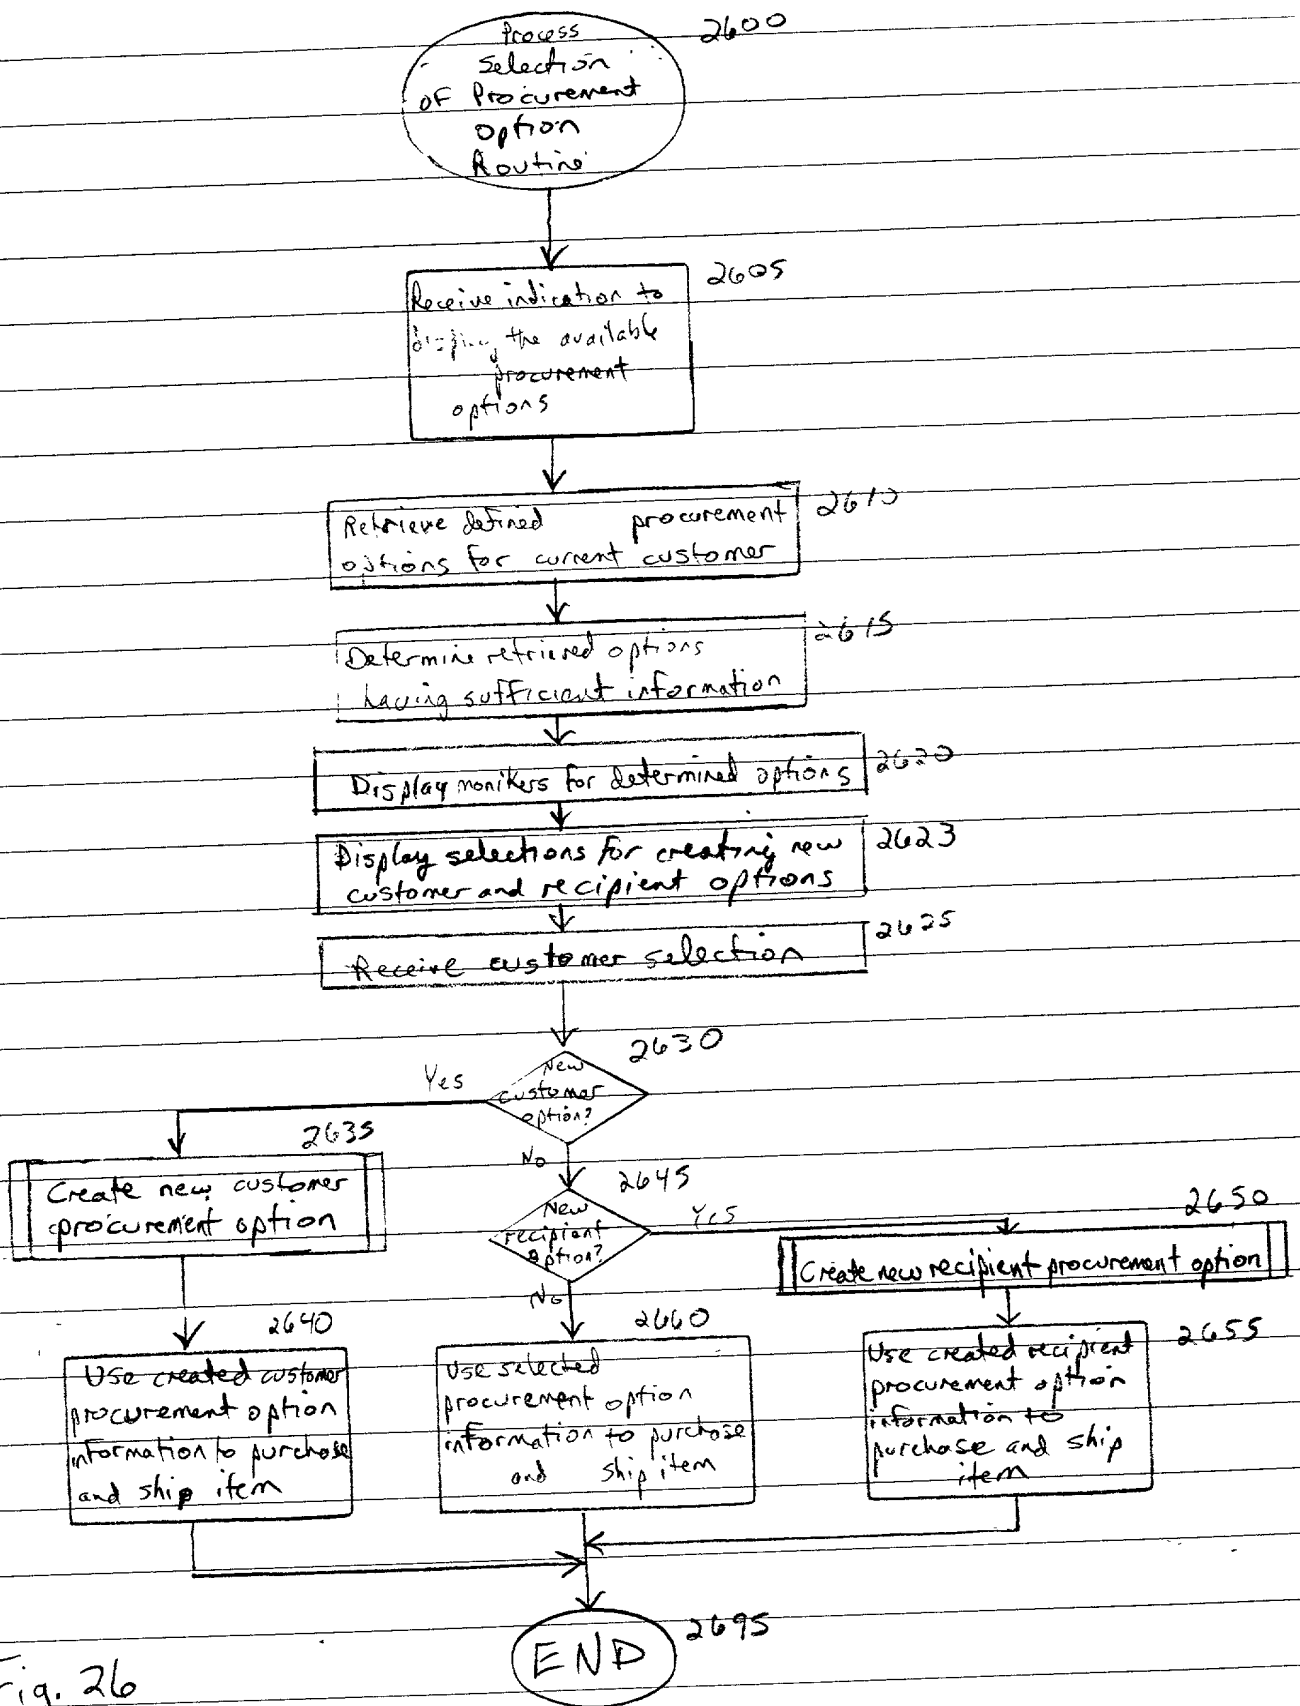 Process
Selection
of Procurement
Option
Routine
2600
Receive indication to
display the available
procurement
options
2605
Retrieve defined procurement
options for current customer
2610
Determine retrieved options
having sufficient information
2615
Display monikers for determined options
2620
Display selections for creating new
customer and recipient options
2623
Receive customer selection
2625
2630
New
customer
option?
Yes
No
2635
Create new customer
procurement option
2645
New
recipient
option?
Yes
No
2650
Create new recipient procurement option
2640
Use created customer
procurement option
information to purchase
and ship item
2660
Use selected
procurement option
information to purchase
and ship item
2655
Use created recipient
procurement option
information to
purchase and ship
item
END
2695
Fig. 26